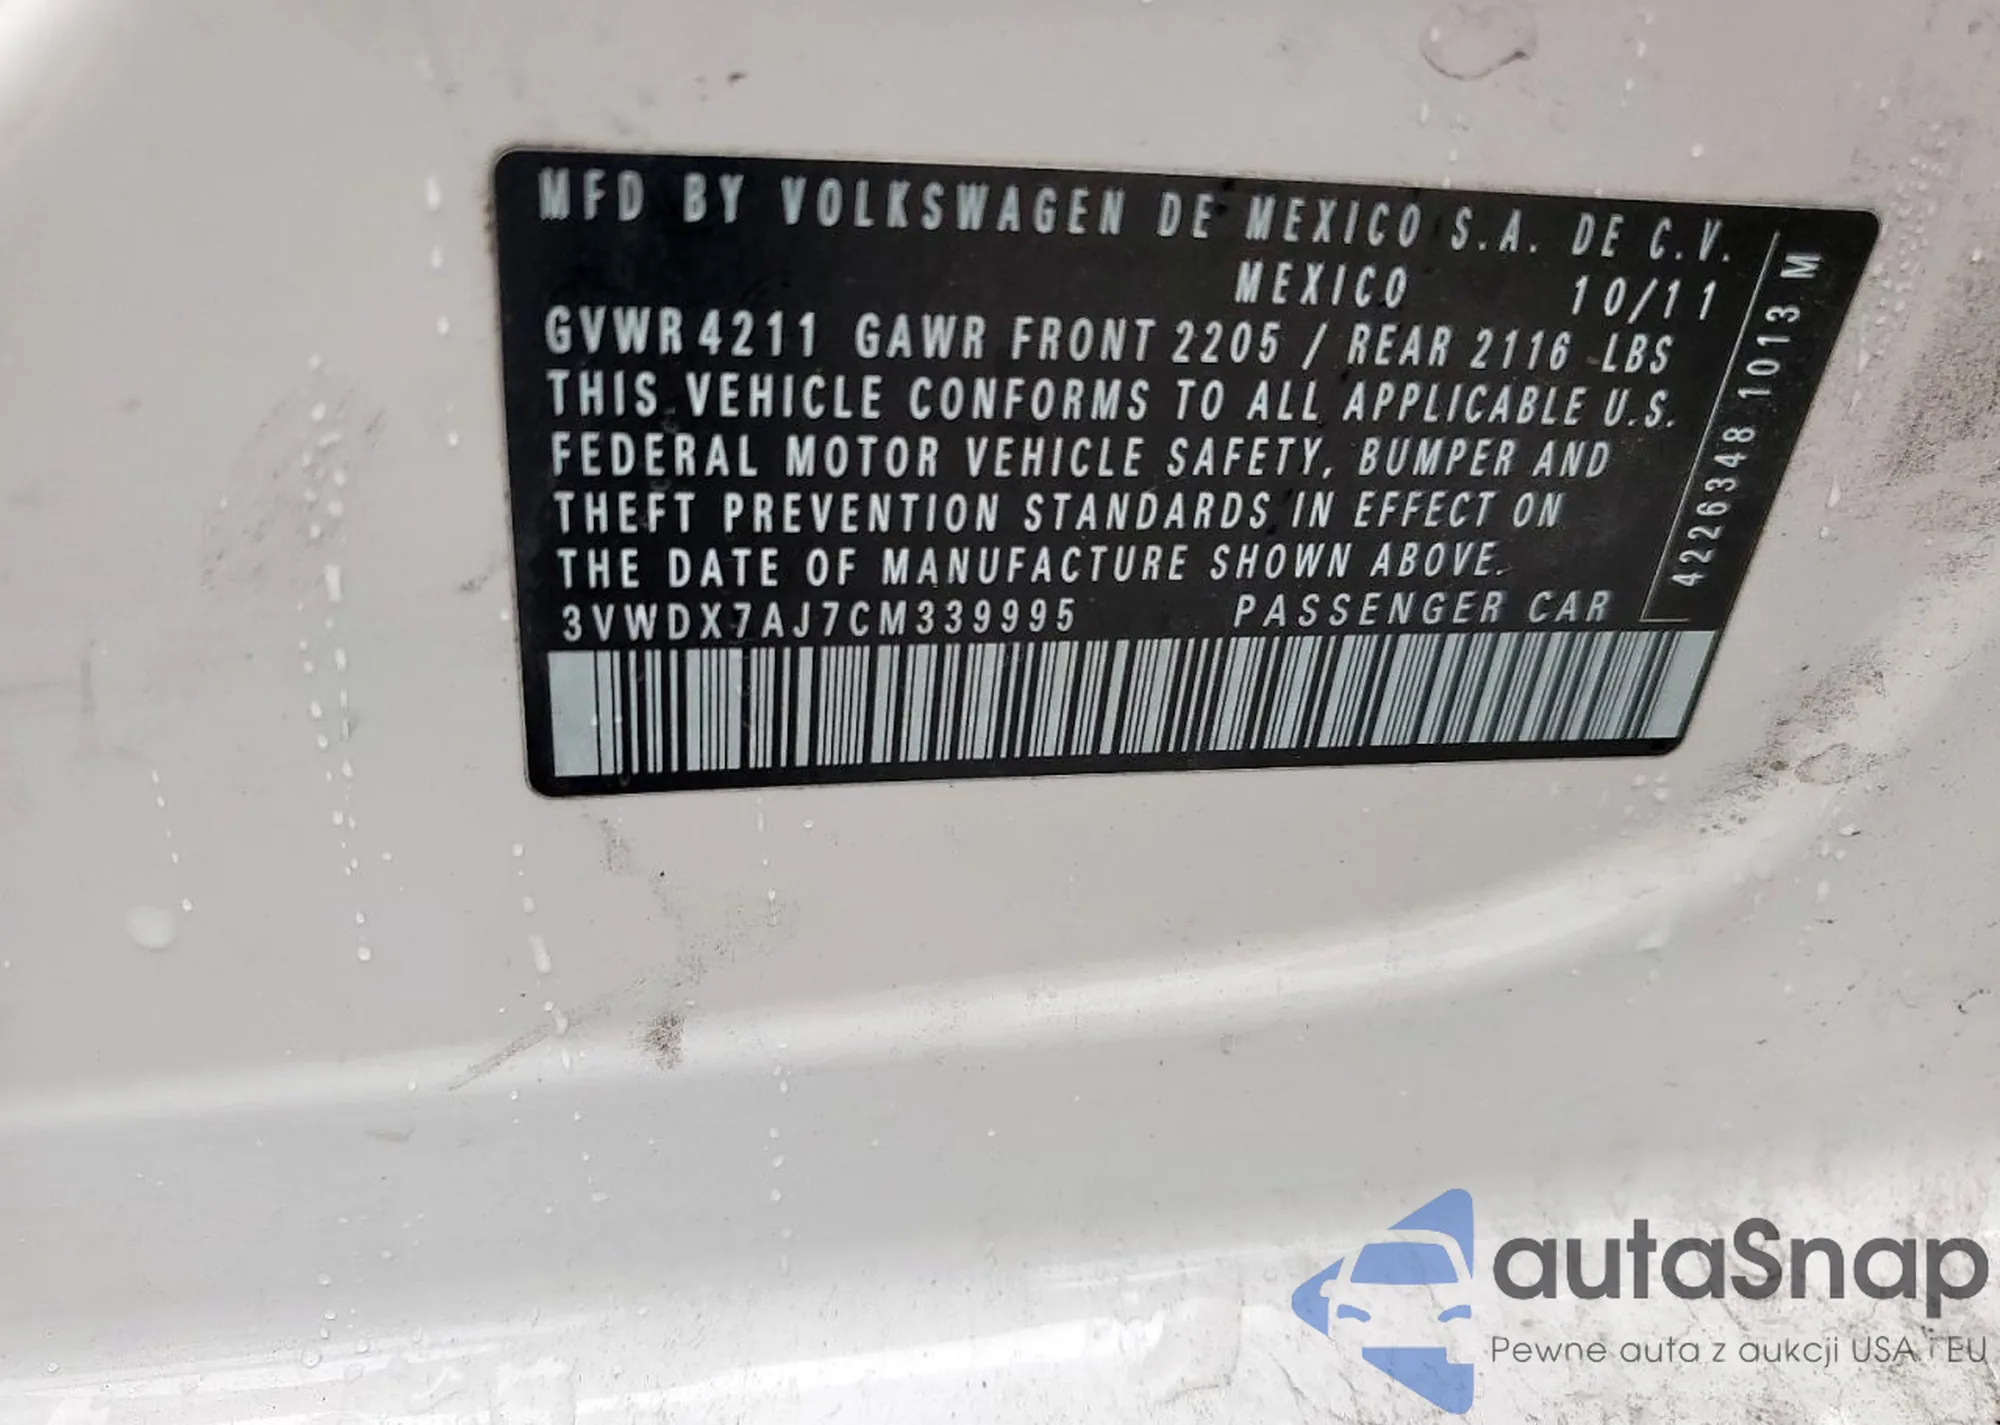 MFD BY VOLKSWAGEN DE MEXICO S.A. DE C.V.
MEXICO 10/11
GVWR 4211 GAWR FRONT 2205 / REAR 2116 LBS
THIS VEHICLE CONFORMS TO ALL APPLICABLE U.S.
FEDERAL MOTOR VEHICLE SAFETY, BUMPER AND
THEFT PREVENTION STANDARDS IN EFFECT ON
THE DATE OF MANUFACTURE SHOWN ABOVE.
3VWDX7AJ7CM339995 PASSENGER CAR
4226348 1013 M
autaSnap
Pewne auta z aukcji USA i EU